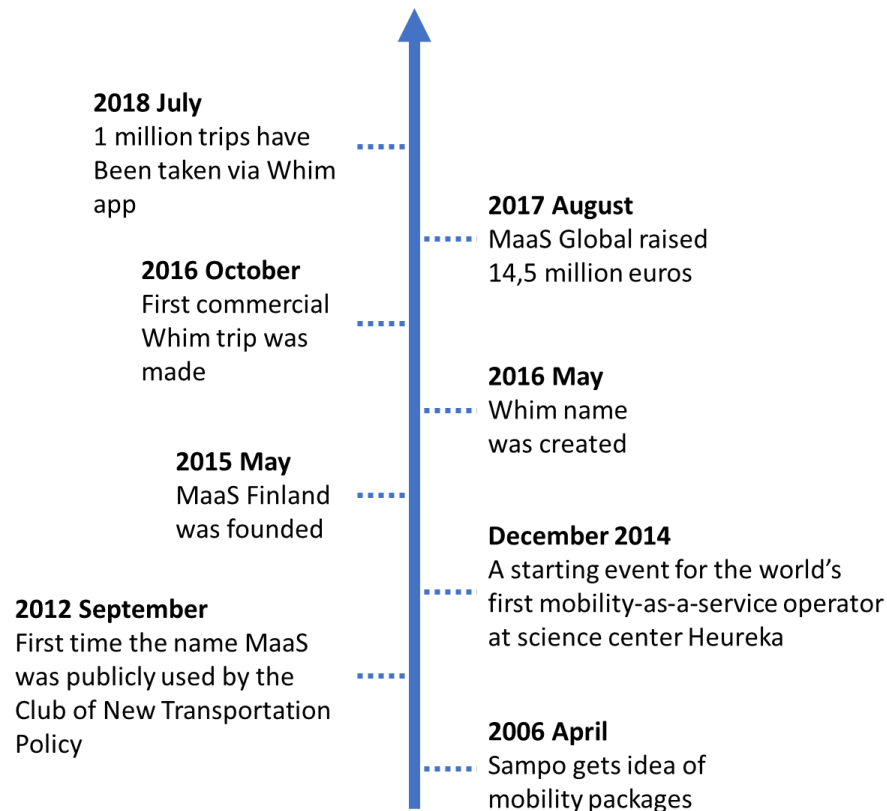 2018 July
1 million trips have
Been taken via Whim
app
2017 August
MaaS Global raised
14,5 million euros
2016 October
First commercial
Whim trip was
made
2016 May
Whim name
was created
2015 May
MaaS Finland
was founded
December 2014
A starting event for the world’s
first mobility-as-a-service operator
at science center Heureka
2012 September
First time the name MaaS
was publicly used by the
Club of New Transportation
Policy
2006 April
Sampo gets idea of
mobility packages